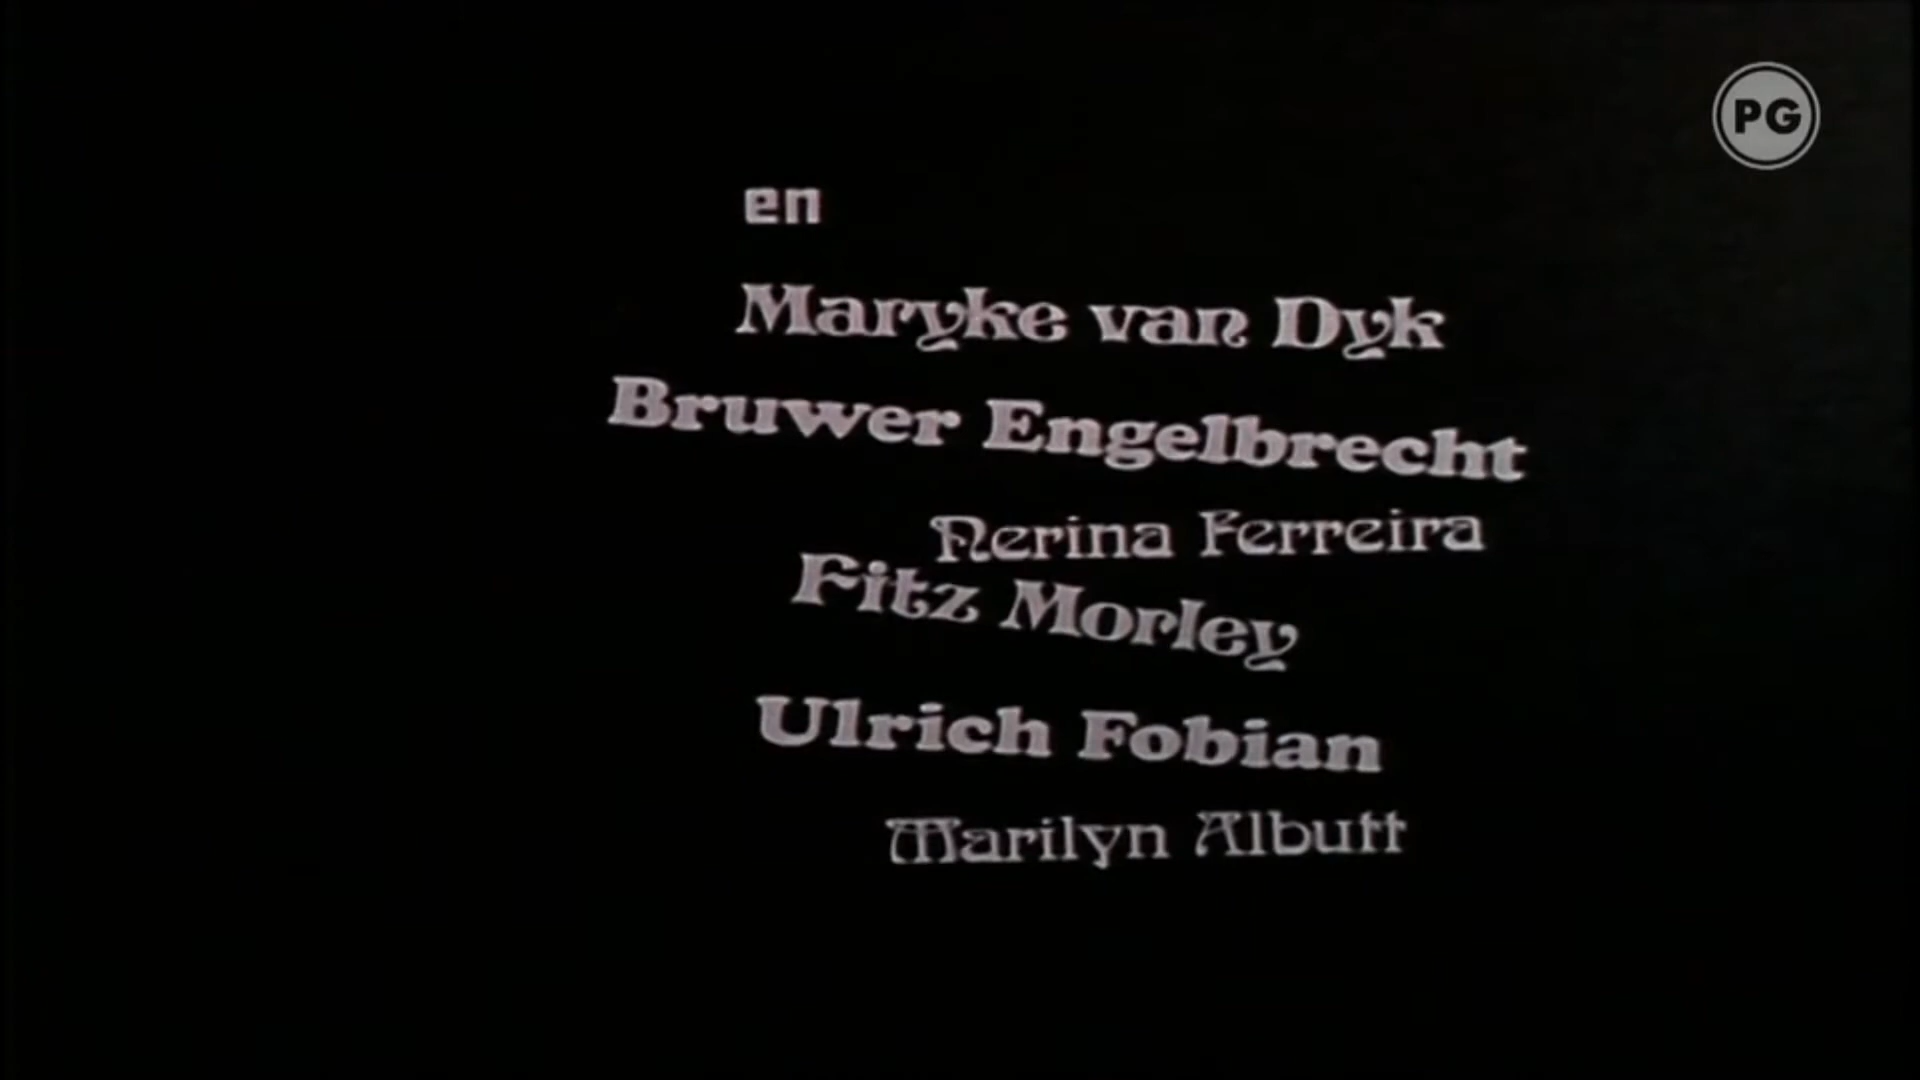 PG
en
Maryke van Dyk
Bruwer Engelbrecht
Nerina Ferreira
Fitz Morley
Ulrich Fobian
Marilyn Albutt